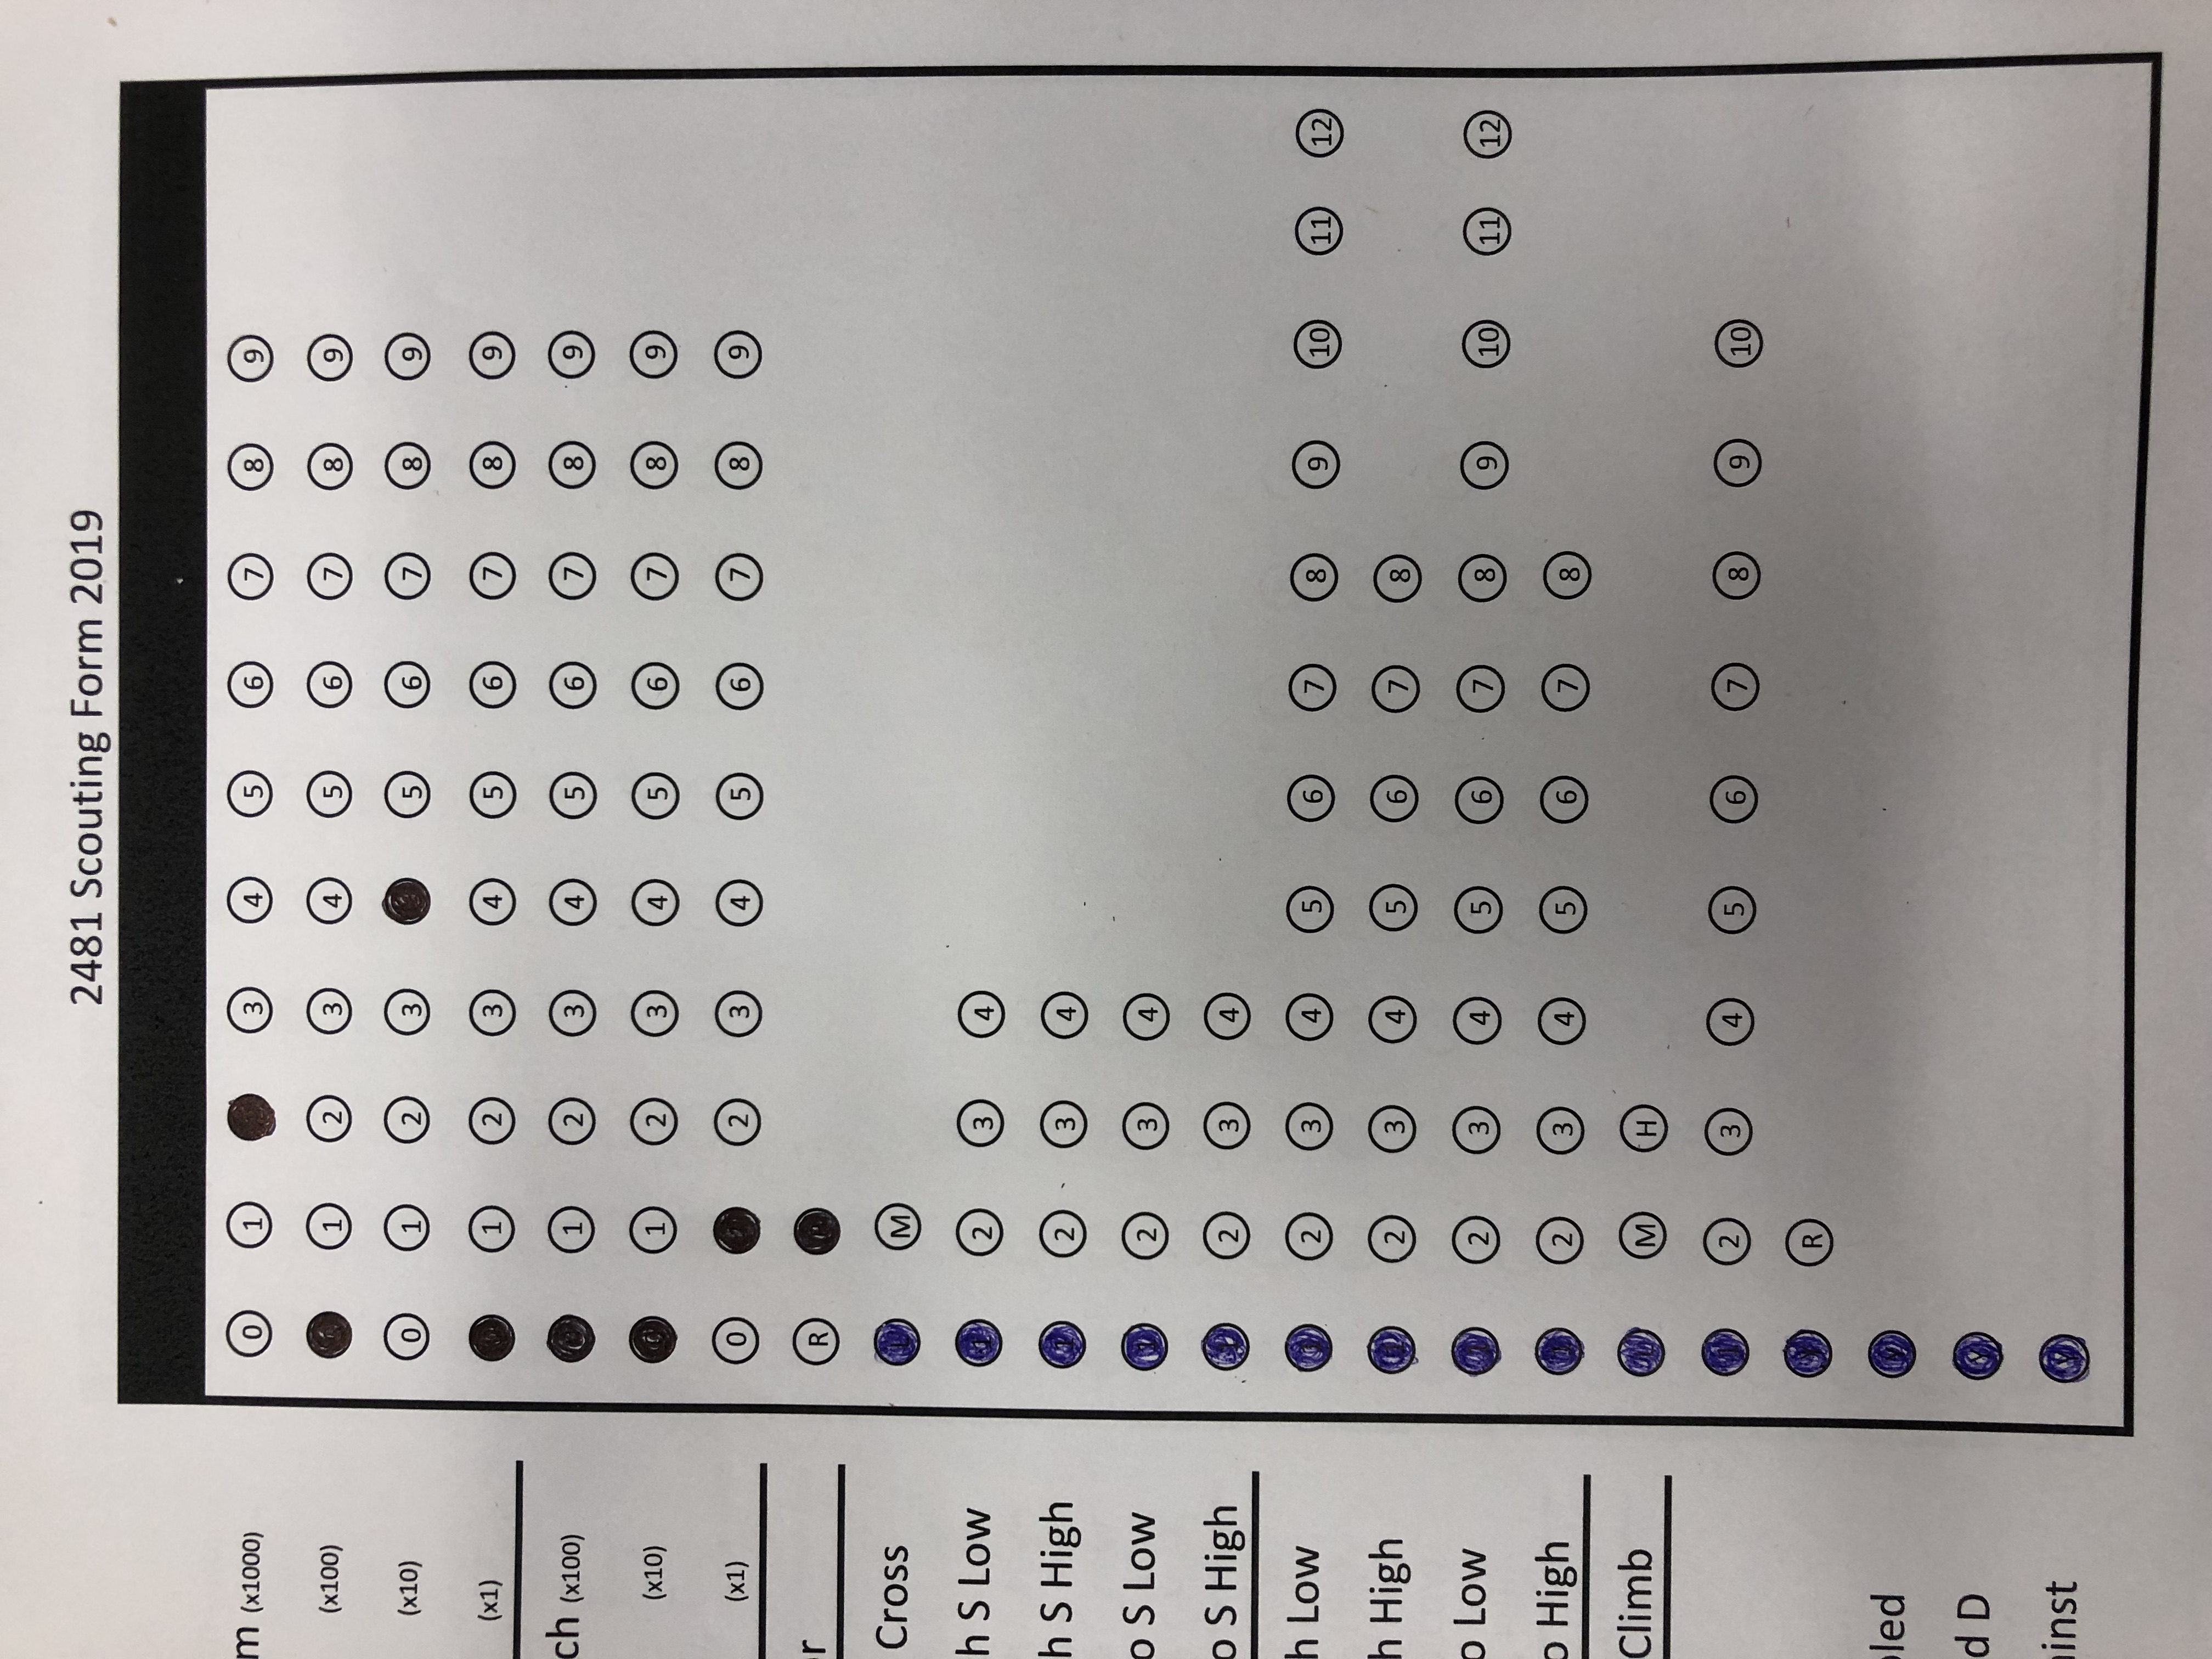 2481 Scouting Form 2019
m (x1000) 0 1 3 4 5 6 7 8 9
(x100) 1 2 3 4 5 6 7 8 9
(x10) 0 1 2 3 5 6 7 8 9
(x1) 1 2 3 4 5 6 7 8 9
ch (x100) 1 2 3 4 5 6 7 8 9
(x10) 1 2 3 4 5 6 7 8 9
(x1) 0 2 3 4 5 6 7 8 9
r R
Cross L M
h S Low 1 2 3 4
h S High 1 2 3 4
o S Low 1 2 3 4
o S High 1 2 3 4
h Low 2 3 4 5 6 7 8 9 10 11 12
h High 2 3 4 5 6 7 8
o Low 1 2 3 4 5 6 7 8 9 10 11 12
o High 1 2 3 4 5 6 7 8
Climb M H
1 2 3 4 5 6 7 8 9 10
Y R
led Y
d D Y
inst Y